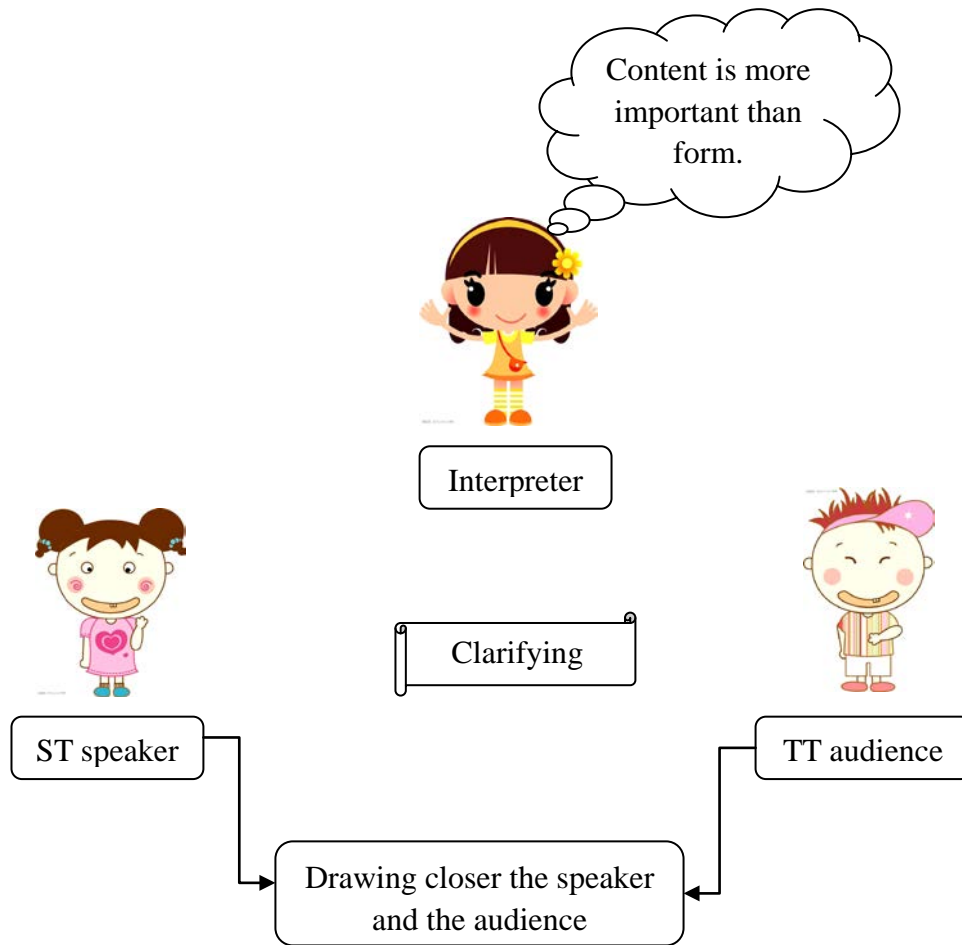 Content is more
important than
form.
Interpreter
Clarifying
ST speaker
TT audience
Drawing closer the speaker
and the audience